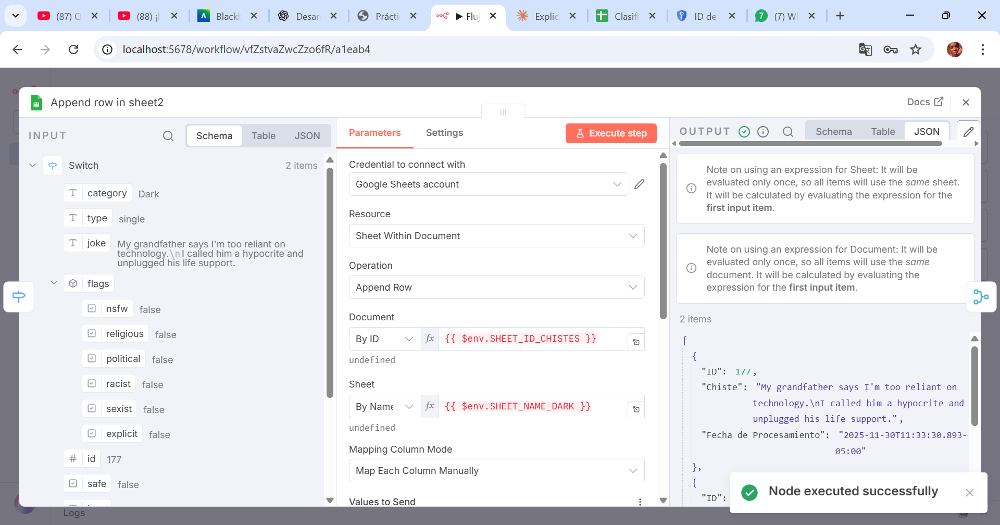 (87) Q
(88) ¡I
Blackb
Desar
Práctic
▶ Fluj
Explic
Clasifi
ID de
(7) W
localhost:5678/workflow/vfZstvaZwcZzo6fR/a1eab4
Append row in sheet2
Docs
INPUT
Schema
Table
JSON
Switch
2 items
T category Dark
T type single
T joke My grandfather says I'm too reliant on
technology.\nI called him a hypocrite and
unplugged his life support.
flags
nsfw false
religious false
political false
racist false
sexist false
explicit false
# id 177
safe false
Parameters
Settings
Execute step
Credential to connect with
Google Sheets account
Resource
Sheet Within Document
Operation
Append Row
Document
By ID
fx {{ $env.SHEET_ID_CHISTES }}
undefined
Sheet
By Name
fx {{ $env.SHEET_NAME_DARK }}
undefined
Mapping Column Mode
Map Each Column Manually
Values to Send
OUTPUT
Schema
Table
JSON
Note on using an expression for Sheet: It will be
evaluated only once, so all items will use the same sheet.
It will be calculated by evaluating the expression for the
first input item.
Note on using an expression for Document: It will be
evaluated only once, so all items will use the same
document. It will be calculated by evaluating the
expression for the first input item.
2 items
[
{
"ID": 177,
"Chiste": "My grandfather says I'm too reliant on
technology.\nI called him a hypocrite and
unplugged his life support.",
"Fecha de Procesamiento": "2025-11-30T11:33:30.893-
05:00"
},
{
"ID":
Node executed successfully
Logs